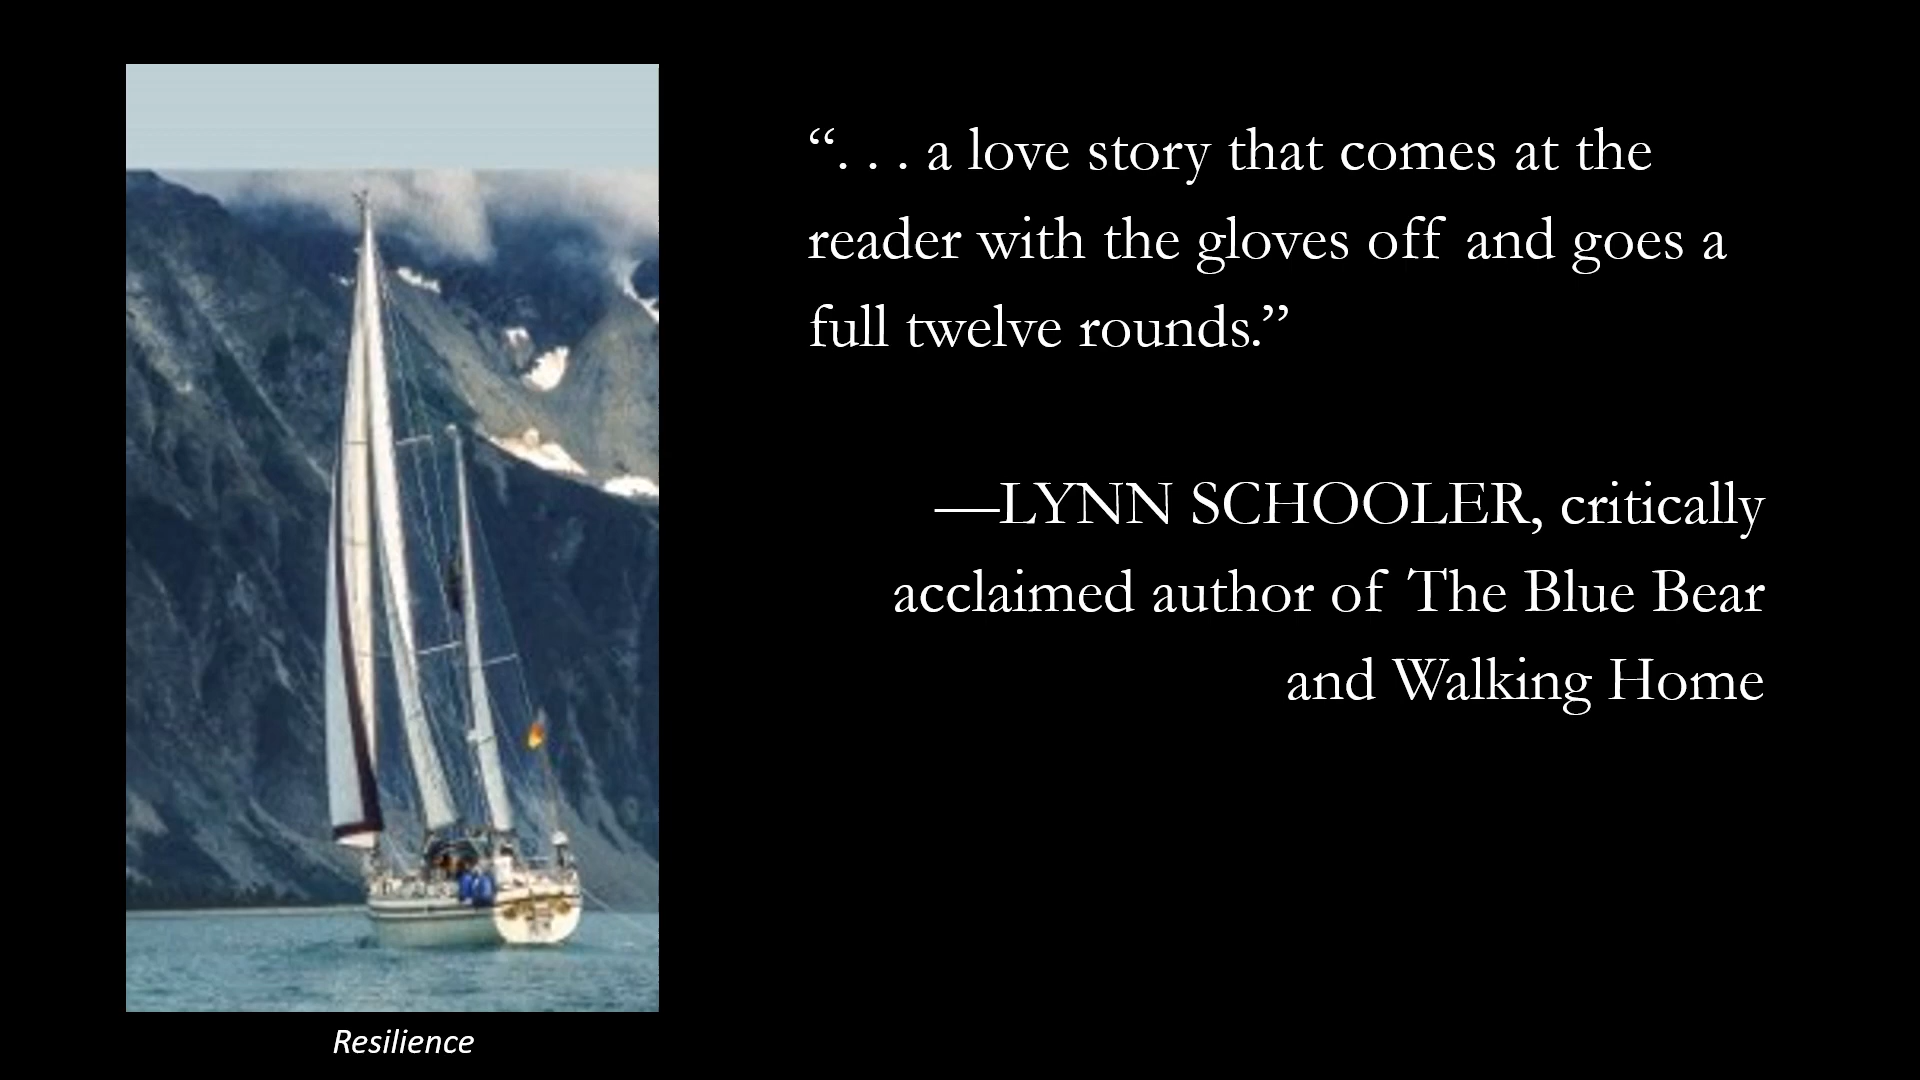 “. . . a love story that comes at the
reader with the gloves off and goes a
full twelve rounds.”
—LYNN SCHOOLER, critically
acclaimed author of The Blue Bear
and Walking Home
Resilience